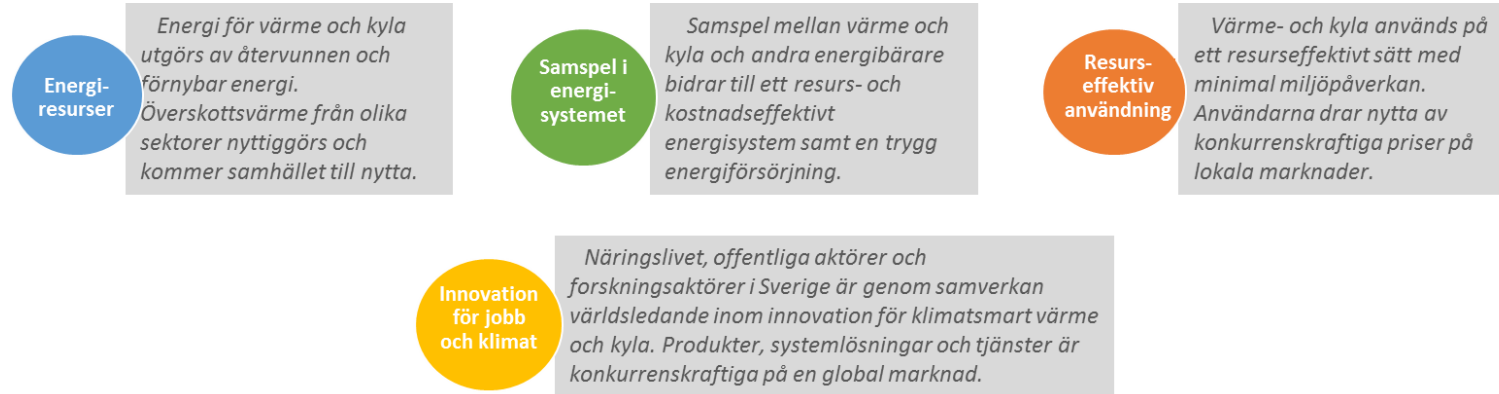 Energi-
resurser
Energi för värme och kyla
utgörs av återvunnen och
förnybar energi.
Överskottsvärme från olika
sektorer nyttiggörs och
kommer samhället till nytta.
Samspel i
energi-
systemet
Samspel mellan värme och
kyla och andra energibärare
bidrar till ett resurs- och
kostnadseffektivt
energisystem samt en trygg
energiförsörjning.
Resurs-
effektiv
användning
Värme- och kyla används på
ett resurseffektivt sätt med
minimal miljöpåverkan.
Användarna drar nytta av
konkurrenskraftiga priser på
lokala marknader.
Innovation
för jobb
och klimat
Näringslivet, offentliga aktörer och
forskningsaktörer i Sverige är genom samverkan
världsledande inom innovation för klimatsmart värme
och kyla. Produkter, systemlösningar och tjänster är
konkurrenskraftiga på en global marknad.